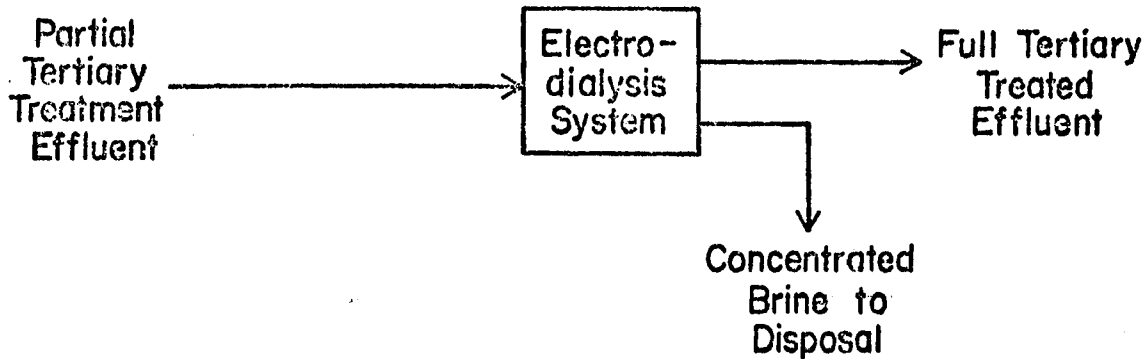 Partial
Tertiary
Treatment
Effluent
Electro-
dialysis
System
Full Tertiary
Treated
Effluent
Concentrated
Brine to
Disposal